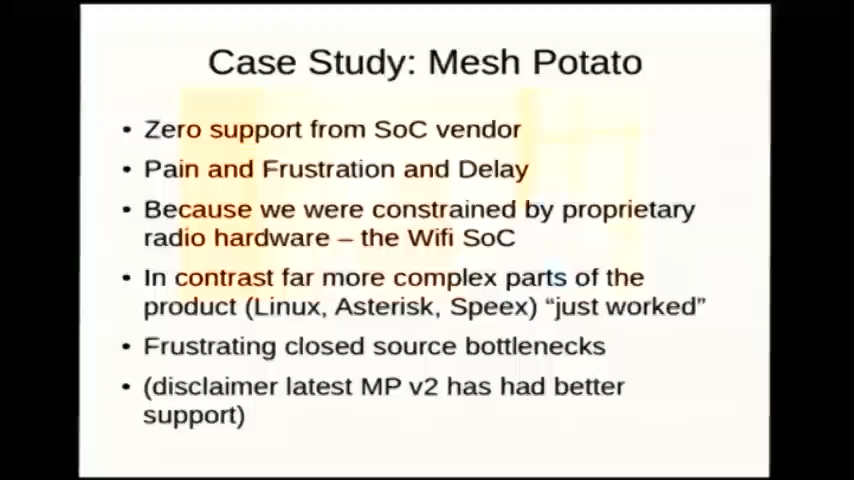 Case Study: Mesh Potato
• Zero support from SoC vendor
• Pain and Frustration and Delay
• Because we were constrained by proprietary
radio hardware – the Wifi SoC
• In contrast far more complex parts of the
product (Linux, Asterisk, Speex) “just worked”
• Frustrating closed source bottlenecks
• (disclaimer latest MP v2 has had better
support)